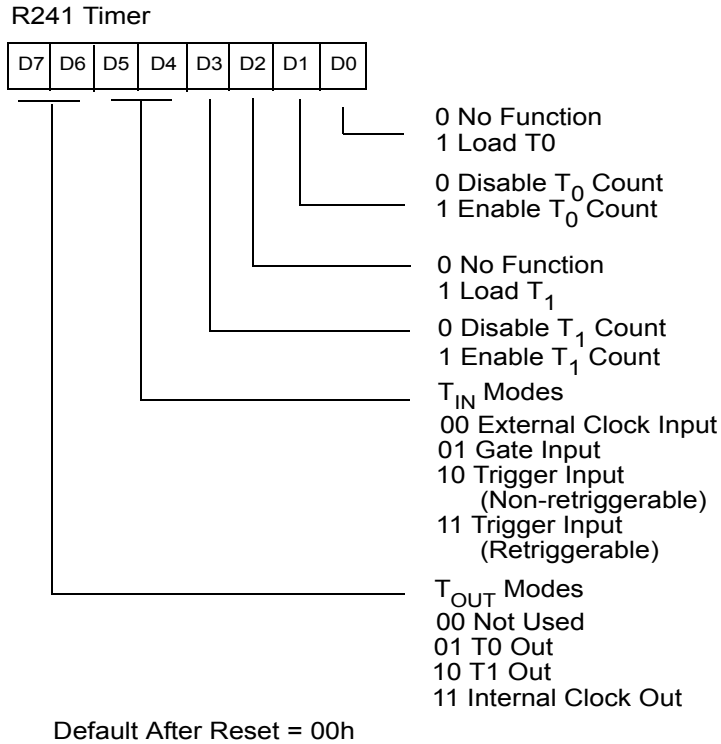 R241 Timer
D7 D6 D5 D4 D3 D2 D1 D0
0 No Function
1 Load T0
0 Disable T0 Count
1 Enable T0 Count
0 No Function
1 Load T1
0 Disable T1 Count
1 Enable T1 Count
TIN Modes
00 External Clock Input
01 Gate Input
10 Trigger Input
(Non-retriggerable)
11 Trigger Input
(Retriggerable)
TOUT Modes
00 Not Used
01 T0 Out
10 T1 Out
11 Internal Clock Out
Default After Reset = 00h